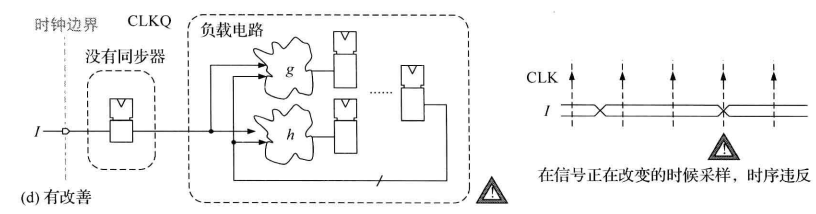 时钟边界
CLKQ
负载电路
没有同步器
g
h
I
(d) 有改善
CLK
I
在信号正在改变的时候采样，时序违反